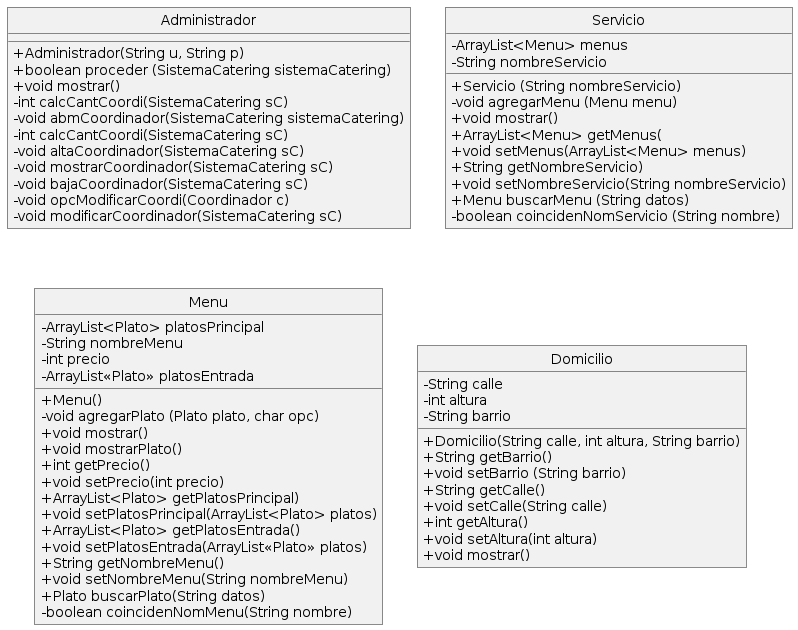 Administrador
+Administrador(String u, String p)
+boolean proceder (SistemaCatering sistemaCatering)
+void mostrar()
-int calcCantCoordi(SistemaCatering sC)
-void abmCoordinador(SistemaCatering sistemaCatering)
-int calcCantCoordi(SistemaCatering sC)
-void altaCoordinador(SistemaCatering sC)
-void mostrarCoordinador(SistemaCatering sC)
-void bajaCoordinador(SistemaCatering sC)
-void opcModificarCoordi(Coordinador c)
-void modificarCoordinador(SistemaCatering sC)
Servicio
-ArrayList<Menu> menus
-String nombreServicio
+Servicio (String nombreServicio)
-void agregarMenu (Menu menu)
+void mostrar()
+ArrayList<Menu> getMenus(
+void setMenus(ArrayList<Menu> menus)
+String getNombreServicio)
+void setNombreServicio(String nombreServicio)
+Menu buscarMenu (String datos)
-boolean coincidenNomServicio (String nombre)
Menu
-ArrayList<Plato> platosPrincipal
-String nombreMenu
-int precio
-ArrayList«Plato» platosEntrada
+Menu()
-void agregarPlato (Plato plato, char opc)
+void mostrar()
+void mostrarPlato()
+int getPrecio()
+void setPrecio(int precio)
+ArrayList<Plato> getPlatosPrincipal)
+void setPlatosPrincipal(ArrayList<Plato> platos)
+ArrayList<Plato> getPlatosEntrada()
+void setPlatosEntrada(ArrayList«Plato» platos)
+String getNombreMenu()
+void setNombreMenu(String nombreMenu)
+Plato buscarPlato(String datos)
-boolean coincidenNomMenu(String nombre)
Domicilio
-String calle
-int altura
-String barrio
+Domicilio(String calle, int altura, String barrio)
+String getBarrio()
+void setBarrio (String barrio)
+String getCalle()
+void setCalle(String calle)
+int getAltura()
+void setAltura(int altura)
+void mostrar()